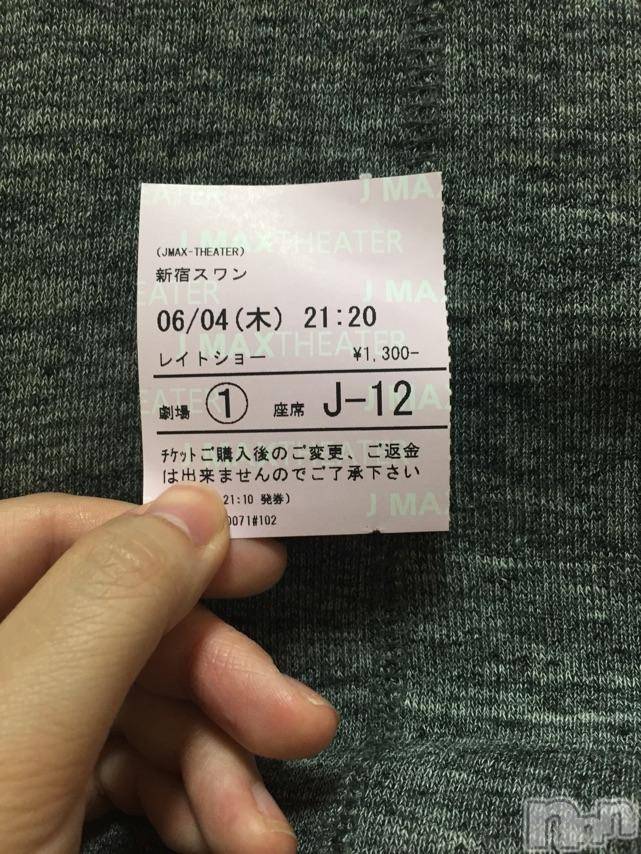 J MAX THEATER
(JMAX-THEATER)
新宿スワン
06/04(木) 21:20
レイトショー ¥1,300-
劇場 ① 座席 J-12
ﾁｹｯﾄご購入後のご変更、ご返金
は出来ませんのでご了承下さい
21:10 発券)
0071#102